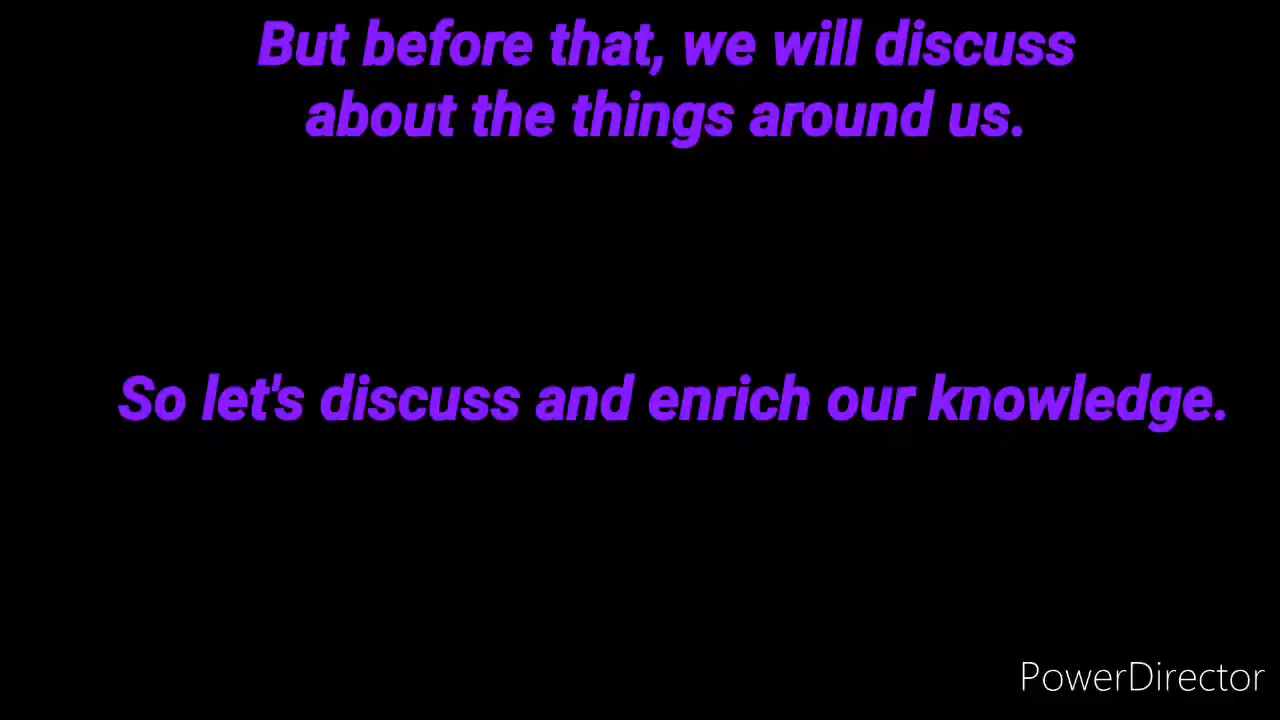 But before that, we will discuss
about the things around us.
So let's discuss and enrich our knowledge.
PowerDirector